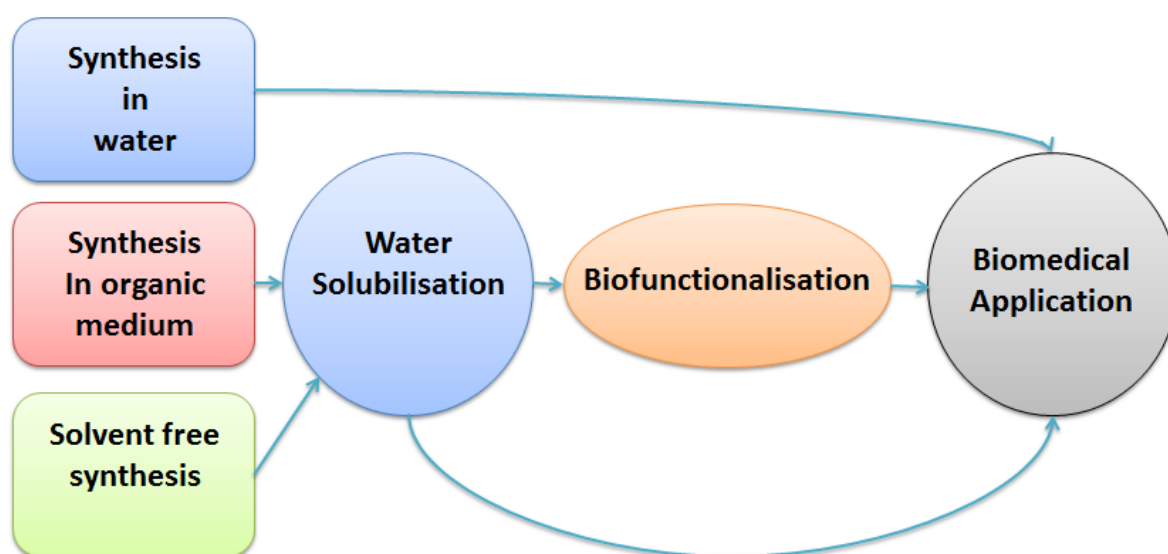 Synthesis
in
water
Synthesis
In organic
medium
Solvent free
synthesis
Water
Solubilisation
Biofunctionalisation
Biomedical
Application